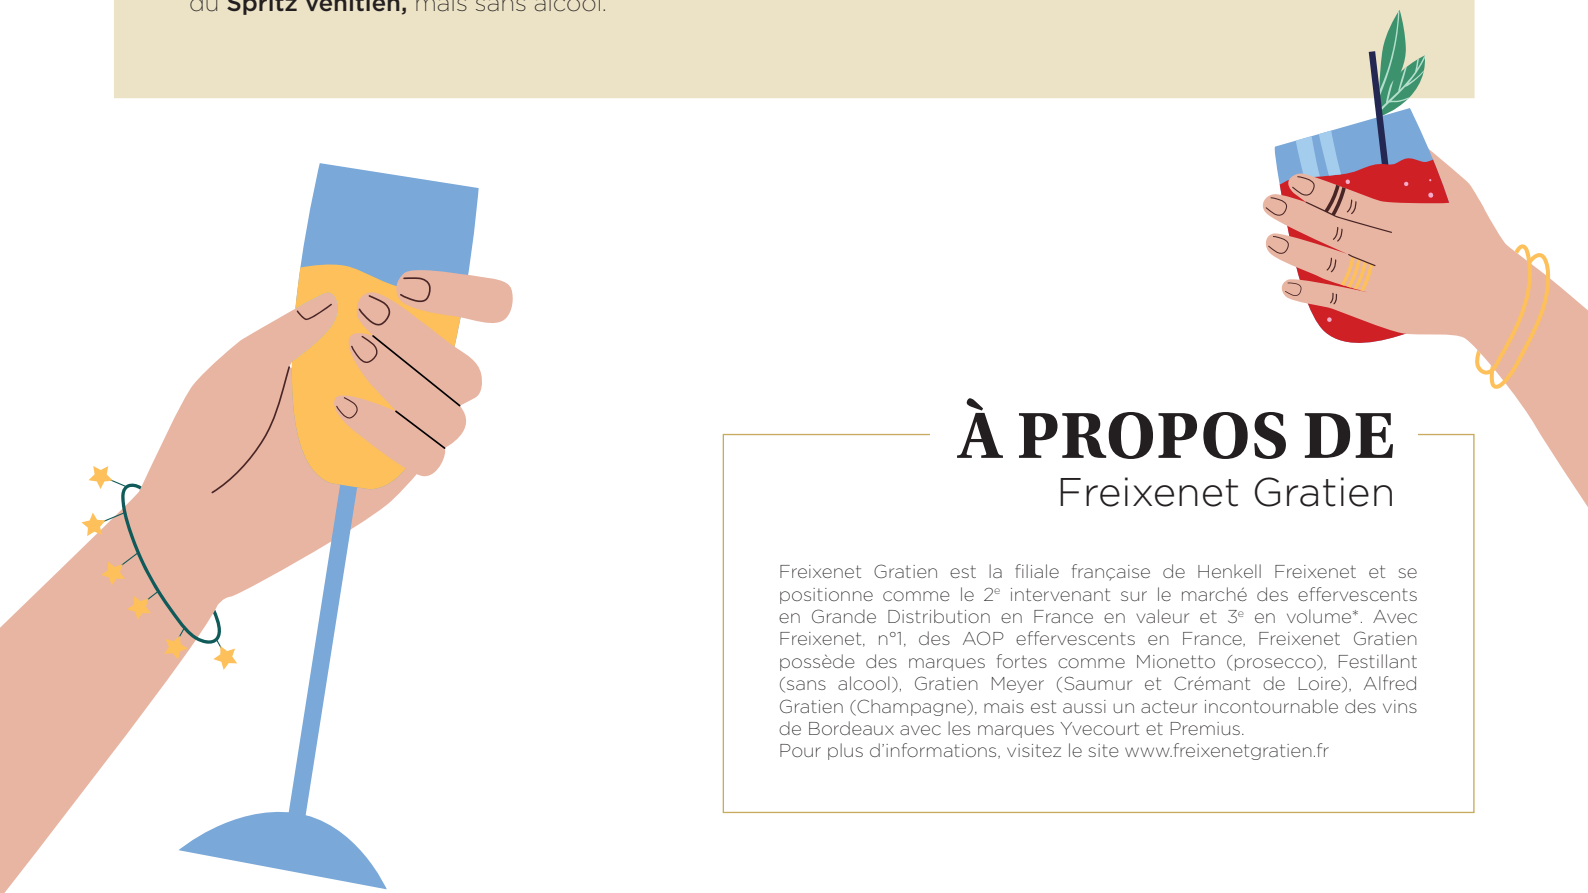 du Spritz vénitien, mais sans alcool.
À PROPOS DE
Freixenet Gratien
Freixenet Gratien est la filiale française de Henkell Freixenet et se
positionne comme le 2e intervenant sur le marché des effervescents
en Grande Distribution en France en valeur et 3e en volume*. Avec
Freixenet, n°1, des AOP effervescents en France, Freixenet Gratien
possède des marques fortes comme Mionetto (prosecco), Festillant
(sans alcool), Gratien Meyer (Saumur et Crémant de Loire), Alfred
Gratien (Champagne), mais est aussi un acteur incontournable des vins
de Bordeaux avec les marques Yvecourt et Premius.
Pour plus d’informations, visitez le site www.freixenetgratien.fr